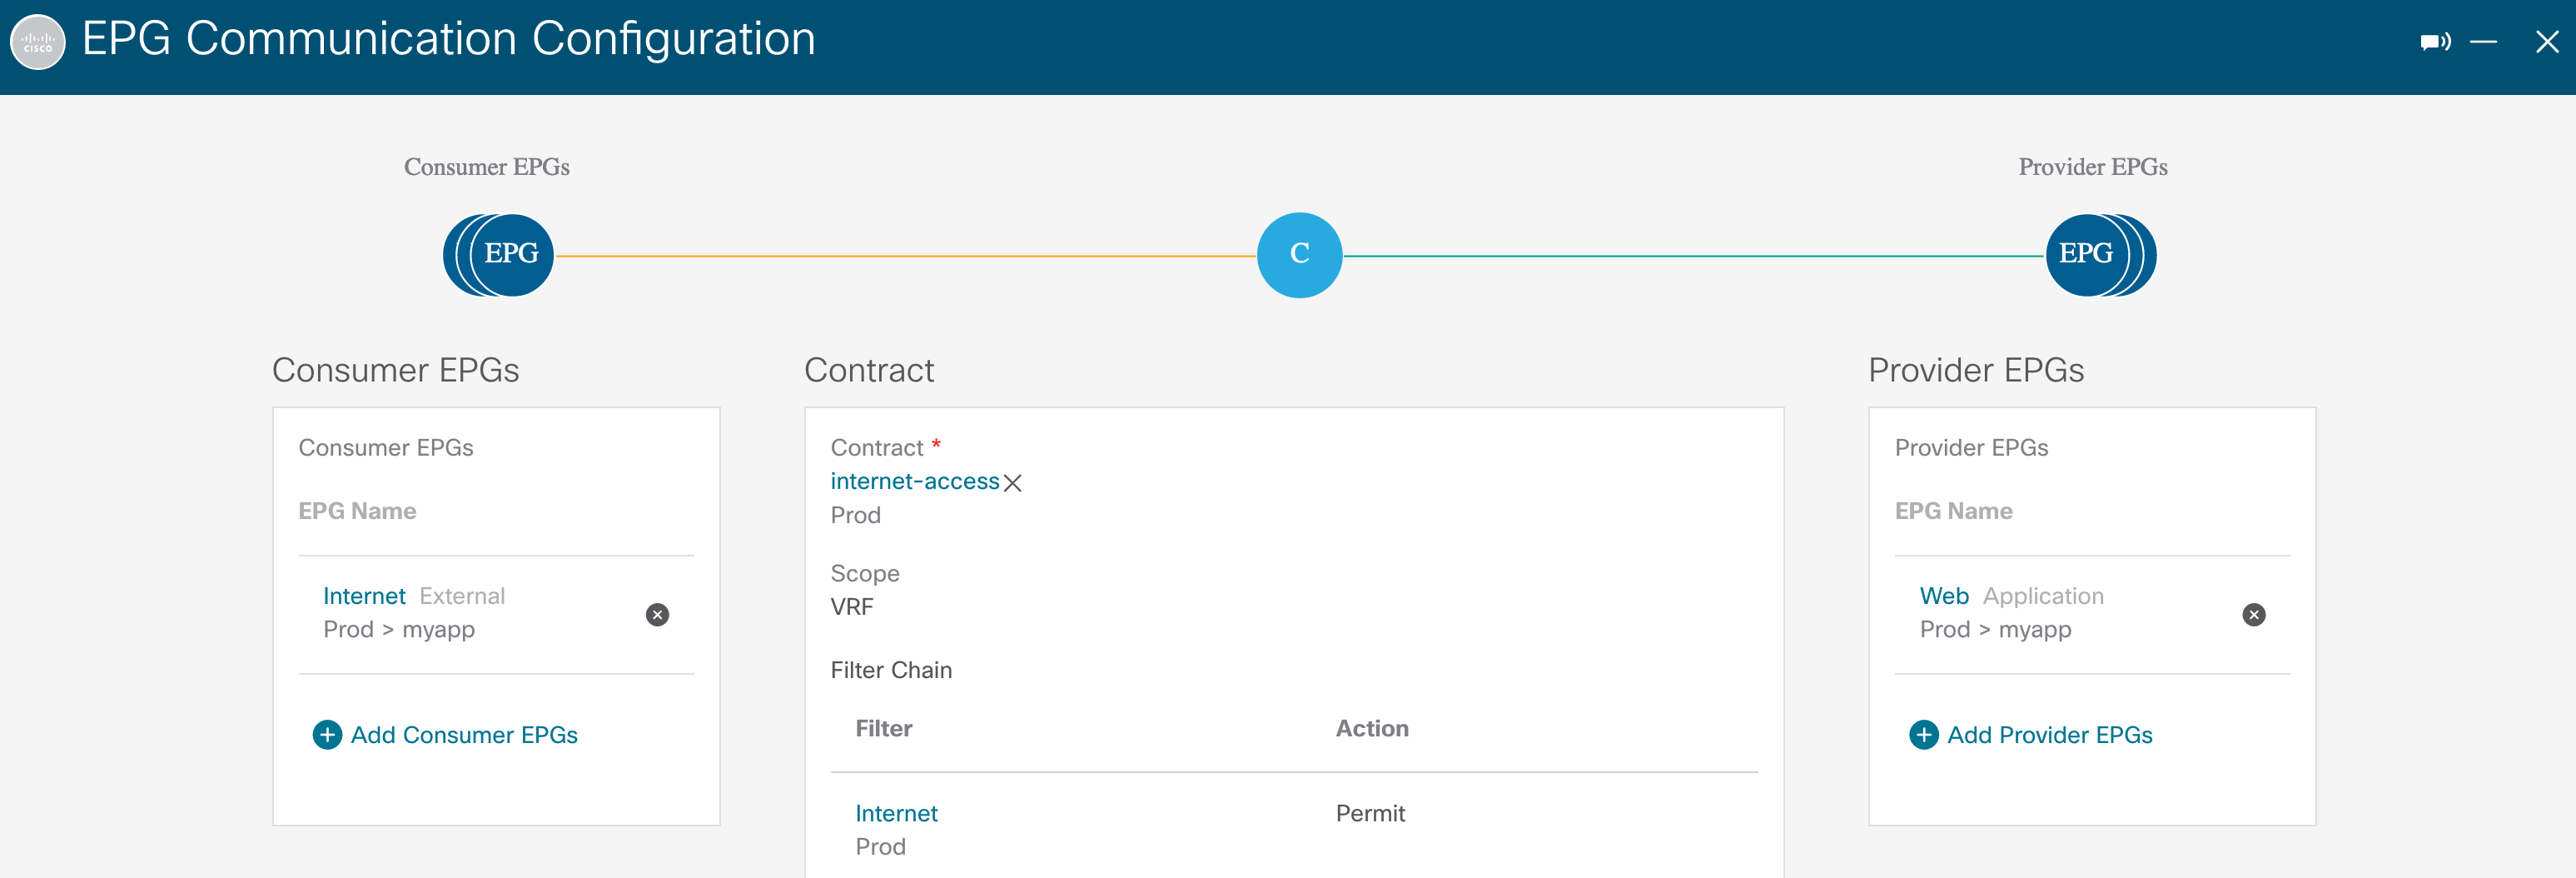 CISCO
EPG Communication Configuration
Consumer EPGs
Provider EPGs
EPG
C
EPG
Consumer EPGs
Consumer EPGs
EPG Name
Internet External
Prod > myapp
Add Consumer EPGs
Contract
Contract *
internet-access
Prod
Scope
VRF
Filter Chain
Filter Action
Internet Permit
Prod
Provider EPGs
Provider EPGs
EPG Name
Web Application
Prod > myapp
Add Provider EPGs